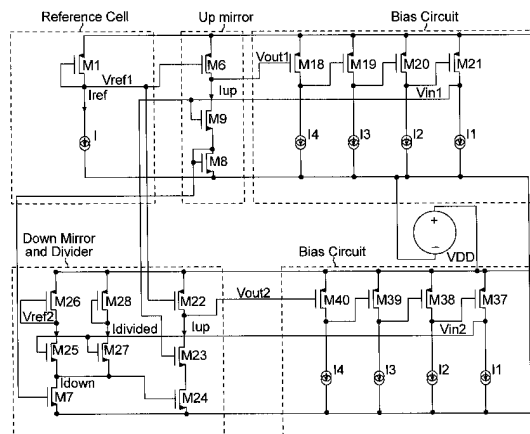 Reference Cell
Up mirror
Bias Circuit
M1
M6
Vout1
M18
M19
M20
M21
Vref1
Iref
Iup
Vin1
M9
I
M8
I4
I3
I2
I1
+
−
VDD
Down Mirror
and Divider
Bias Circuit
M26
M28
M22
Vout2
M40
M39
M38
M37
Vref2
Idivided
Iup
Vin2
M25
M27
M23
Idown
M7
M24
I4
I3
I2
I1